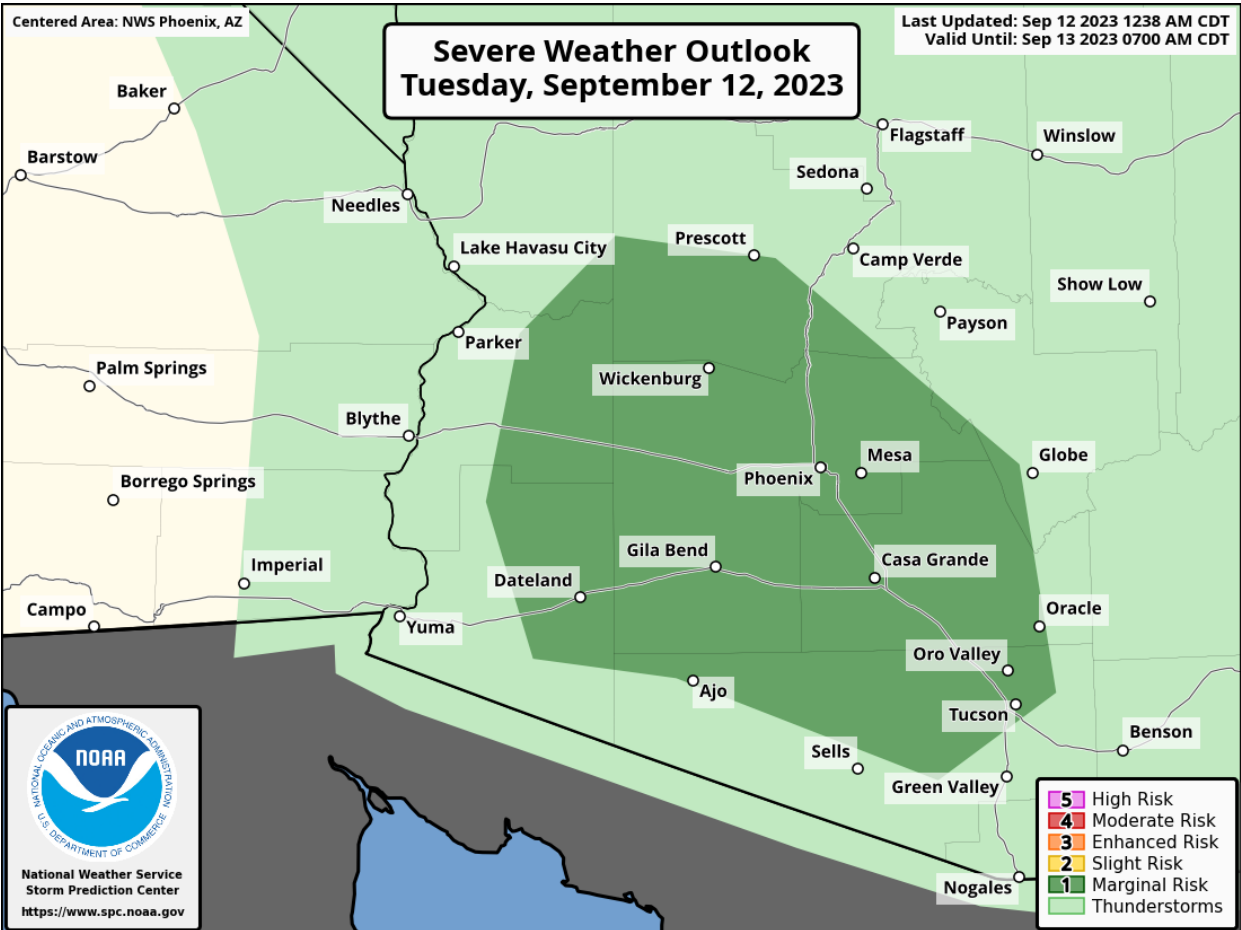 Centered Area: NWS Phoenix, AZ
Last Updated: Sep 12 2023 1238 AM CDT
Valid Until: Sep 13 2023 0700 AM CDT
Severe Weather Outlook
Tuesday, September 12, 2023
Baker
Flagstaff
Winslow
Barstow
Sedona
Needles
Prescott
Lake Havasu City
Camp Verde
Show Low
Payson
Parker
Palm Springs
Wickenburg
Blythe
Mesa
Globe
Phoenix
Borrego Springs
Gila Bend
Casa Grande
Imperial
Dateland
Campo
Oracle
Yuma
Oro Valley
Ajo
Tucson
Benson
Sells
Green Valley
Nogales
NATIONAL OCEANIC AND ATMOSPHERIC ADMINISTRATION
NOAA
U.S. DEPARTMENT OF COMMERCE
National Weather Service
Storm Prediction Center
https://www.spc.noaa.gov
5 High Risk
4 Moderate Risk
3 Enhanced Risk
2 Slight Risk
1 Marginal Risk
Thunderstorms